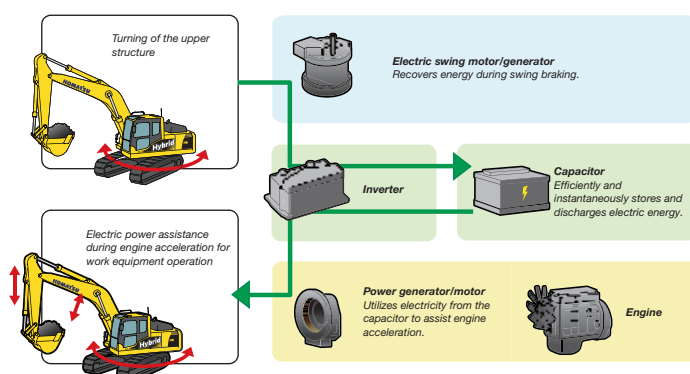 Turning of the upper
structure
KOMATSU
Hybrid
Electric swing motor/generator
Recovers energy during swing braking.
Inverter
Capacitor
Efficiently and
instantaneously stores and
discharges electric energy.
Electric power assistance
during engine acceleration for
work equipment operation
KOMATSU
Hybrid
Power generator/motor
Utilizes electricity from the
capacitor to assist engine
acceleration.
Engine